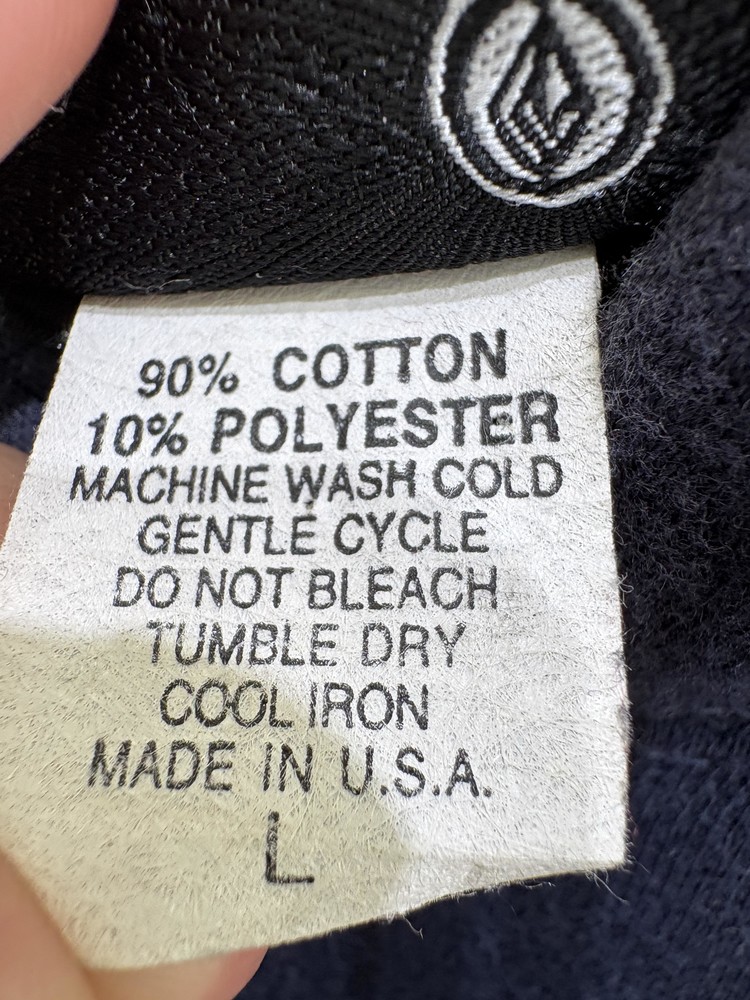 90% COTTON
10% POLYESTER
MACHINE WASH COLD
GENTLE CYCLE
DO NOT BLEACH
TUMBLE DRY
COOL IRON
MADE IN U.S.A.
L